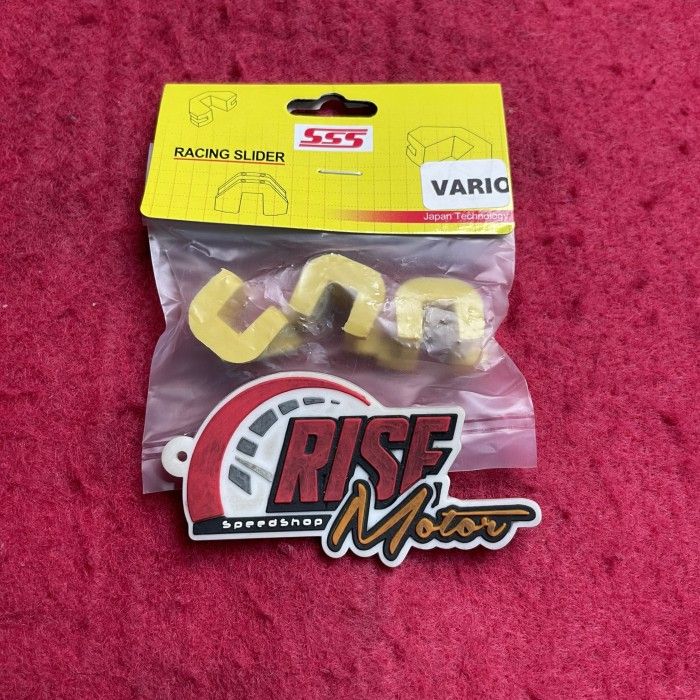 SSS
RACING SLIDER
VARIO
Japan Technology
RISE
SpeedShop
Motor